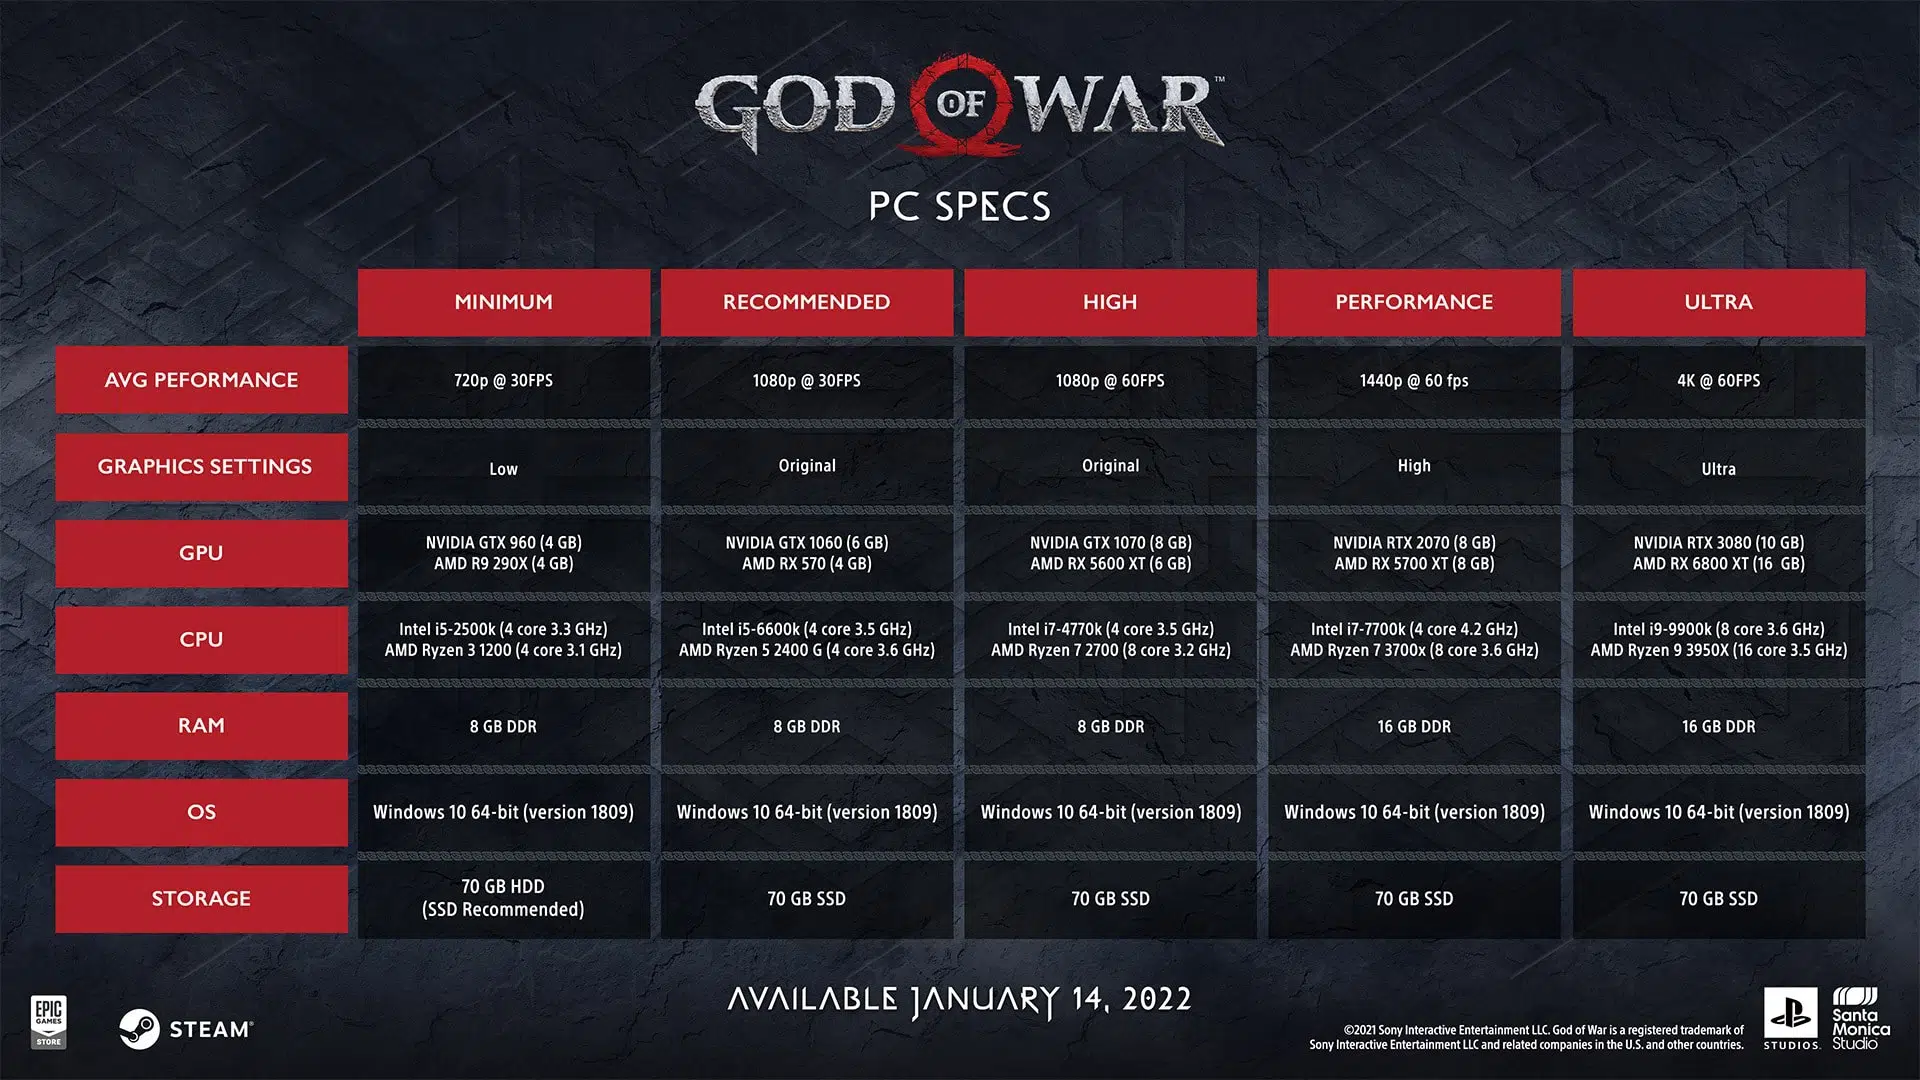 GOD OF WAR™
PC SPECS
MINIMUM RECOMMENDED HIGH PERFORMANCE ULTRA
AVG PEFORMANCE 720p @ 30FPS 1080p @ 30FPS 1080p @ 60FPS 1440p @ 60 fps 4K @ 60FPS
GRAPHICS SETTINGS Low Original Original High Ultra
GPU NVIDIA GTX 960 (4 GB) NVIDIA GTX 1060 (6 GB) NVIDIA GTX 1070 (8 GB) NVIDIA RTX 2070 (8 GB) NVIDIA RTX 3080 (10 GB)
AMD R9 290X (4 GB) AMD RX 570 (4 GB) AMD RX 5600 XT (6 GB) AMD RX 5700 XT (8 GB) AMD RX 6800 XT (16 GB)
CPU Intel i5-2500k (4 core 3.3 GHz) Intel i5-6600k (4 core 3.5 GHz) Intel i7-4770k (4 core 3.5 GHz) Intel i7-7700k (4 core 4.2 GHz) Intel i9-9900k (8 core 3.6 GHz)
AMD Ryzen 3 1200 (4 core 3.1 GHz) AMD Ryzen 5 2400 G (4 core 3.6 GHz) AMD Ryzen 7 2700 (8 core 3.2 GHz) AMD Ryzen 7 3700x (8 core 3.6 GHz) AMD Ryzen 9 3950X (16 core 3.5 GHz)
RAM 8 GB DDR 8 GB DDR 8 GB DDR 16 GB DDR 16 GB DDR
OS Windows 10 64-bit (version 1809) Windows 10 64-bit (version 1809) Windows 10 64-bit (version 1809) Windows 10 64-bit (version 1809) Windows 10 64-bit (version 1809)
STORAGE 70 GB HDD 70 GB SSD 70 GB SSD 70 GB SSD 70 GB SSD
(SSD Recommended)
AVAILABLE JANUARY 14, 2022
EPIC
GAMES
STORE
STEAM®
©2021 Sony Interactive Entertainment LLC. God of War is a registered trademark of
Sony Interactive Entertainment LLC and related companies in the U.S. and other countries.
STUDIOS
Santa
Monica
Studio